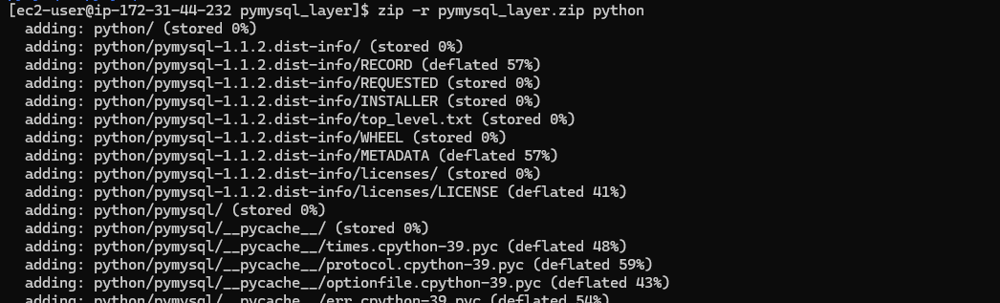 [ec2-user@ip-172-31-44-232 pymysql_layer]$ zip -r pymysql_layer.zip python
adding: python/ (stored 0%)
adding: python/pymysql-1.1.2.dist-info/ (stored 0%)
adding: python/pymysql-1.1.2.dist-info/RECORD (deflated 57%)
adding: python/pymysql-1.1.2.dist-info/REQUESTED (stored 0%)
adding: python/pymysql-1.1.2.dist-info/INSTALLER (stored 0%)
adding: python/pymysql-1.1.2.dist-info/top_level.txt (stored 0%)
adding: python/pymysql-1.1.2.dist-info/WHEEL (stored 0%)
adding: python/pymysql-1.1.2.dist-info/METADATA (deflated 57%)
adding: python/pymysql-1.1.2.dist-info/licenses/ (stored 0%)
adding: python/pymysql-1.1.2.dist-info/licenses/LICENSE (deflated 41%)
adding: python/pymysql/ (stored 0%)
adding: python/pymysql/__pycache__/ (stored 0%)
adding: python/pymysql/__pycache__/times.cpython-39.pyc (deflated 48%)
adding: python/pymysql/__pycache__/protocol.cpython-39.pyc (deflated 59%)
adding: python/pymysql/__pycache__/optionfile.cpython-39.pyc (deflated 43%)
adding: python/pymysql/__pycache__/err.cpython-39.pyc (deflated 54%)